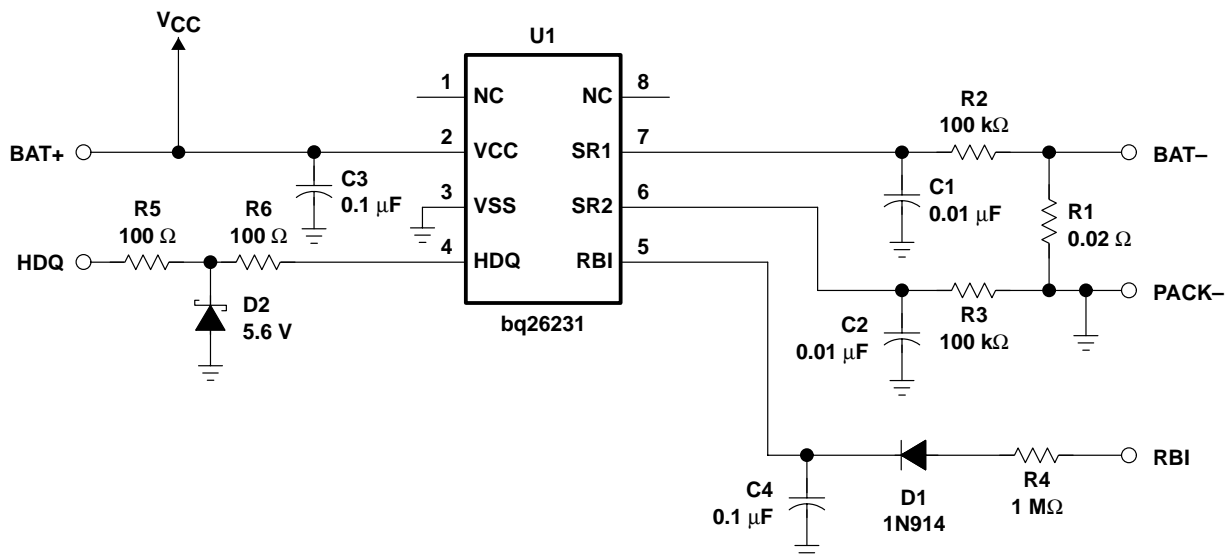 VCC
U1
1
NC
NC
8
BAT+
2
VCC
SR1
7
R2
100 kΩ
BAT–
C3
0.1 μF
3
VSS
SR2
6
C1
0.01 μF
R1
0.02 Ω
HDQ
R5
100 Ω
R6
100 Ω
4
HDQ
RBI
5
D2
5.6 V
bq26231
C2
0.01 μF
R3
100 kΩ
PACK–
C4
0.1 μF
D1
1N914
R4
1 MΩ
RBI